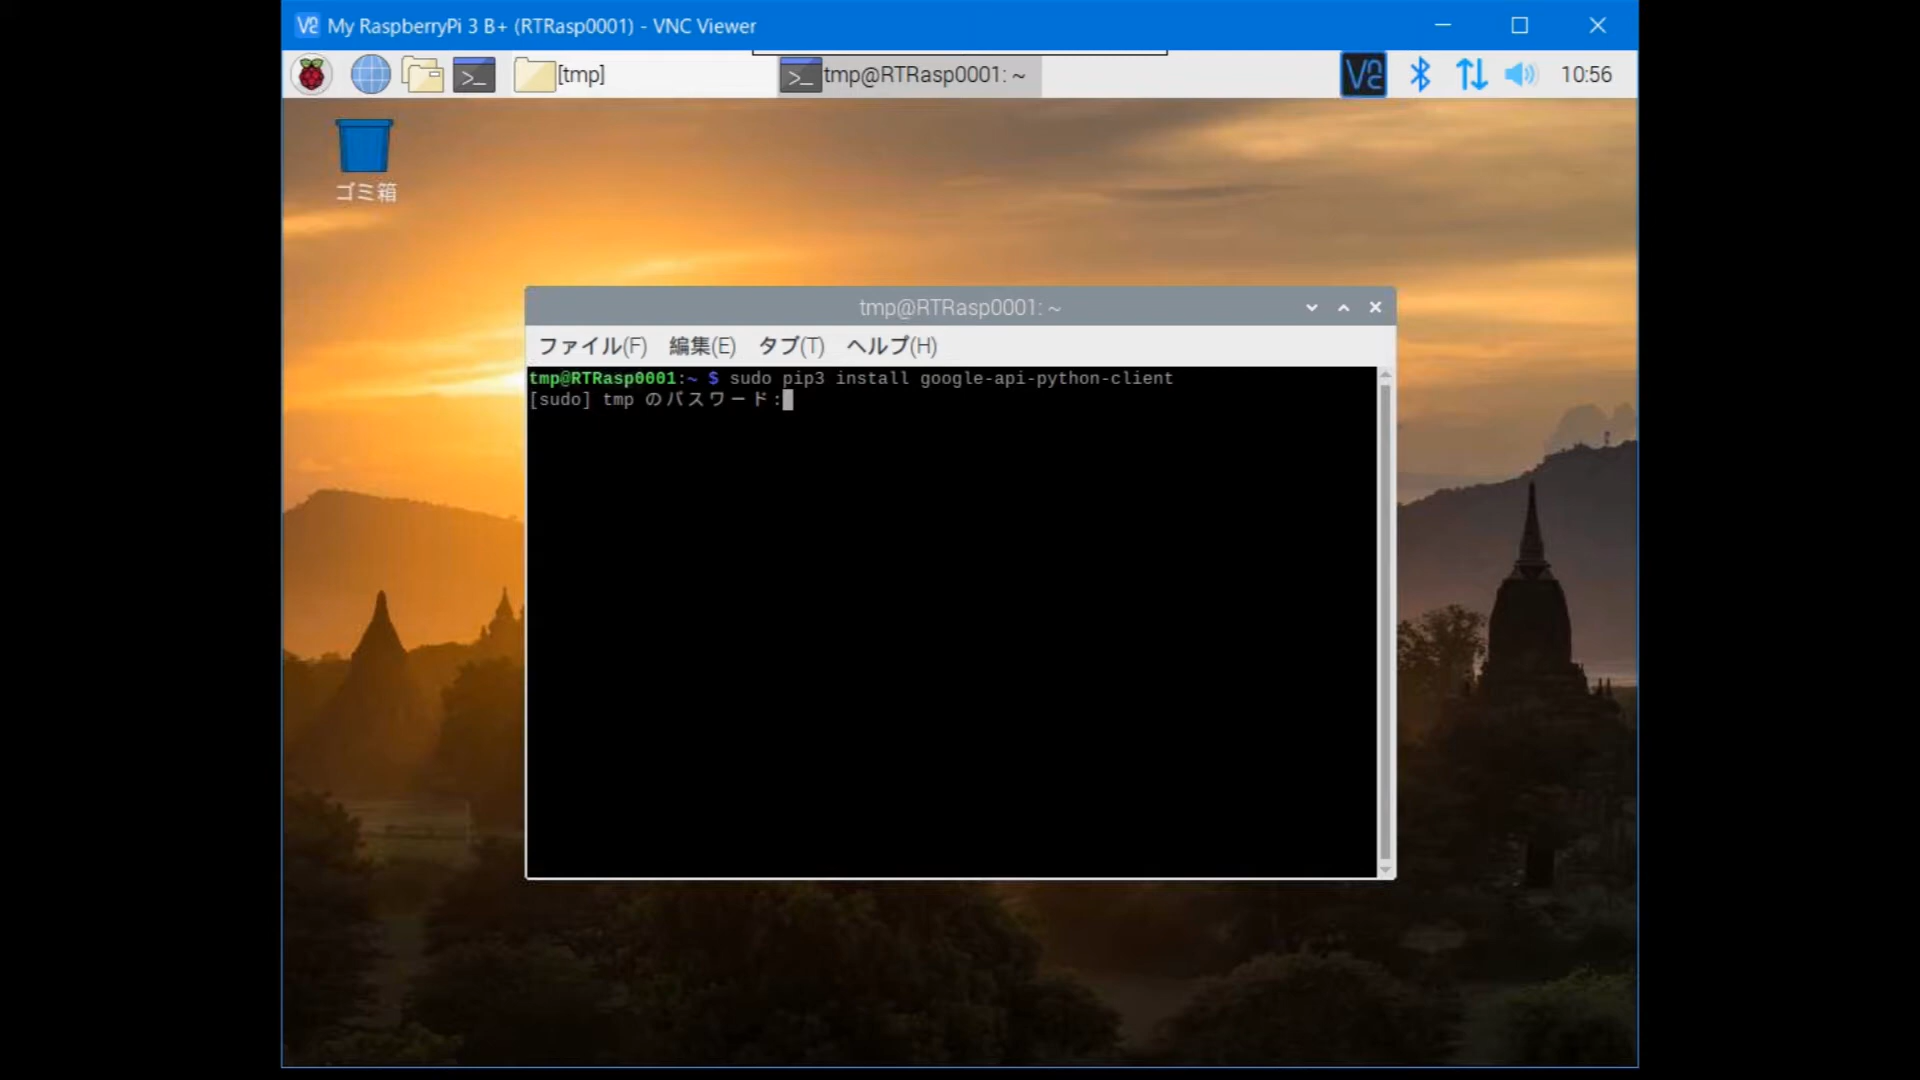 My RaspberryPi 3 B+ (RTRasp0001) - VNC Viewer
[tmp]
tmp@RTRasp0001: ~
10:56
ゴミ箱
tmp@RTRasp0001: ~
ファイル(F) 編集(E) タブ(T) ヘルプ(H)
tmp@RTRasp0001:~ $ sudo pip3 install google-api-python-client
[sudo] tmp のパスワード: